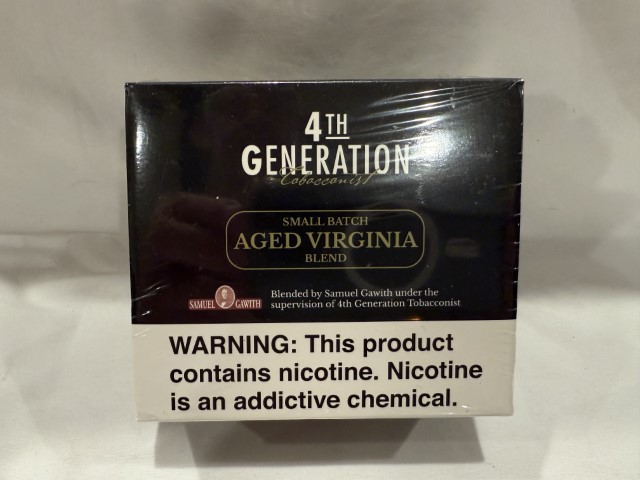 4TH
GENERATION
Tobacconist
SMALL BATCH
AGED VIRGINIA
BLEND
SAMUEL GAWITH
Blended by Samuel Gawith under the
supervision of 4th Generation Tobacconist
WARNING: This product
contains nicotine. Nicotine
is an addictive chemical.